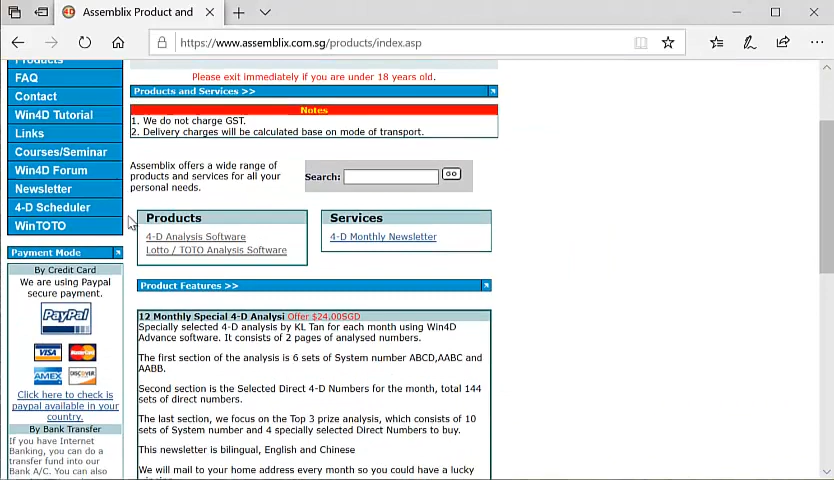 Assemblix Product and
https://www.assemblix.com.sg/products/index.asp
Products
FAQ
Contact
Win4D Tutorial
Links
Courses/Seminar
Win4D Forum
Newsletter
4-D Scheduler
WinTOTO
Payment Mode
By Credit Card
We are using Paypal
secure payment.
PayPal
VISA
MasterCard
AMEX
DISCOVER
Click here to check is
paypal available in your
country.
By Bank Transfer
If you have Internet
Banking, you can do a
transfer fund into our
Bank A/C. You can also
Please exit immediately if you are under 18 years old.
Products and Services >>
Notes
1. We do not charge GST.
2. Delivery charges will be calculated base on mode of transport.
Assemblix offers a wide range of
products and services for all your
personal needs.
Search:
GO
Products
4-D Analysis Software
Lotto / TOTO Analysis Software
Services
4-D Monthly Newsletter
Product Features >>
12 Monthly Special 4-D Analysi Offer $24.00SGD
Specially selected 4-D analysis by KL Tan for each month using Win4D
Advance software. It consists of 2 pages of analysed numbers.
The first section of the analysis is 6 sets of System number ABCD,AABC and
AABB.
Second section is the Selected Direct 4-D Numbers for the month, total 144
sets of direct numbers.
The last section, we focus on the Top 3 prize analysis, which consists of 10
sets of System number and 4 specially selected Direct Numbers to buy.
This newsletter is bilingual, English and Chinese
We will mail to your home address every month so you could have a lucky